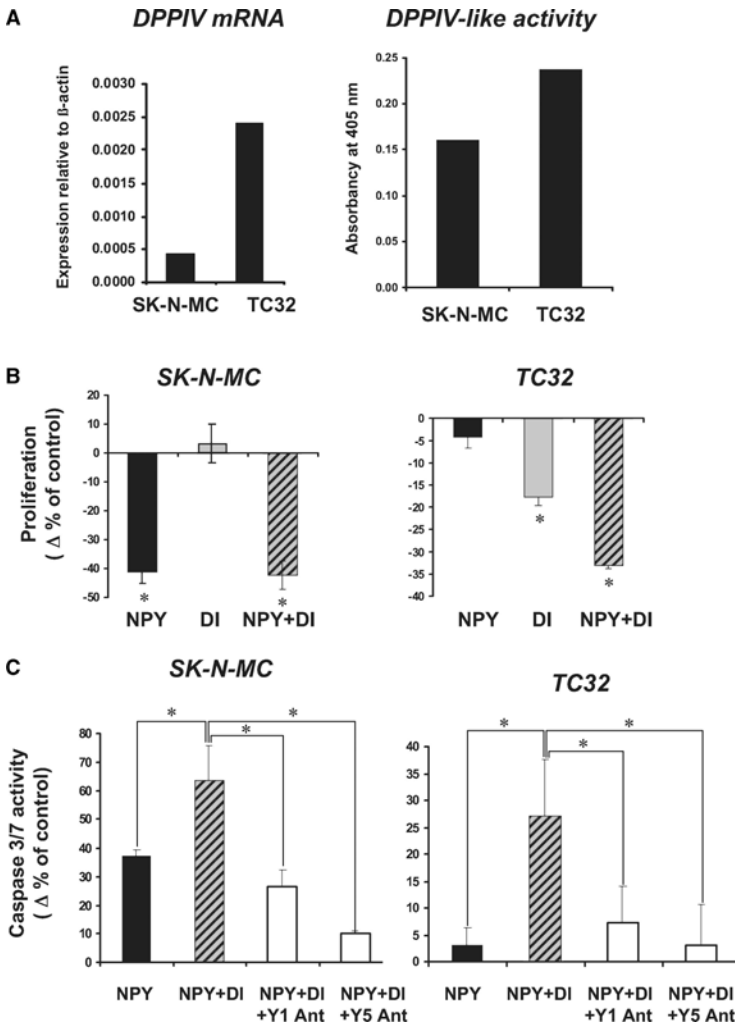 A
DPPIV mRNA
DPPIV-like activity
Expression relative to ß-actin
0.0030
0.0025
0.0020
0.0015
0.0010
0.0005
0.0000
SK-N-MC TC32
Absorbancy at 405 nm
0.25
0.20
0.15
0.10
0.05
0.00
SK-N-MC TC32
B
SK-N-MC
TC32
Proliferation
( Δ % of control)
20
10
0
-10
-20
-30
-40
-50
* *
NPY DI NPY+DI
0
-5
-10
-15
-20
-25
-30
-35
-40
* *
NPY DI NPY+DI
C
SK-N-MC
TC32
Caspase 3/7 activity
( Δ % of control)
80
70
60
50
40
30
20
10
0
* * *
NPY NPY+DI NPY+DI NPY+DI
+Y1 Ant +Y5 Ant
40
35
30
25
20
15
10
5
0
* * *
NPY NPY+DI NPY+DI NPY+DI
+Y1 Ant +Y5 Ant